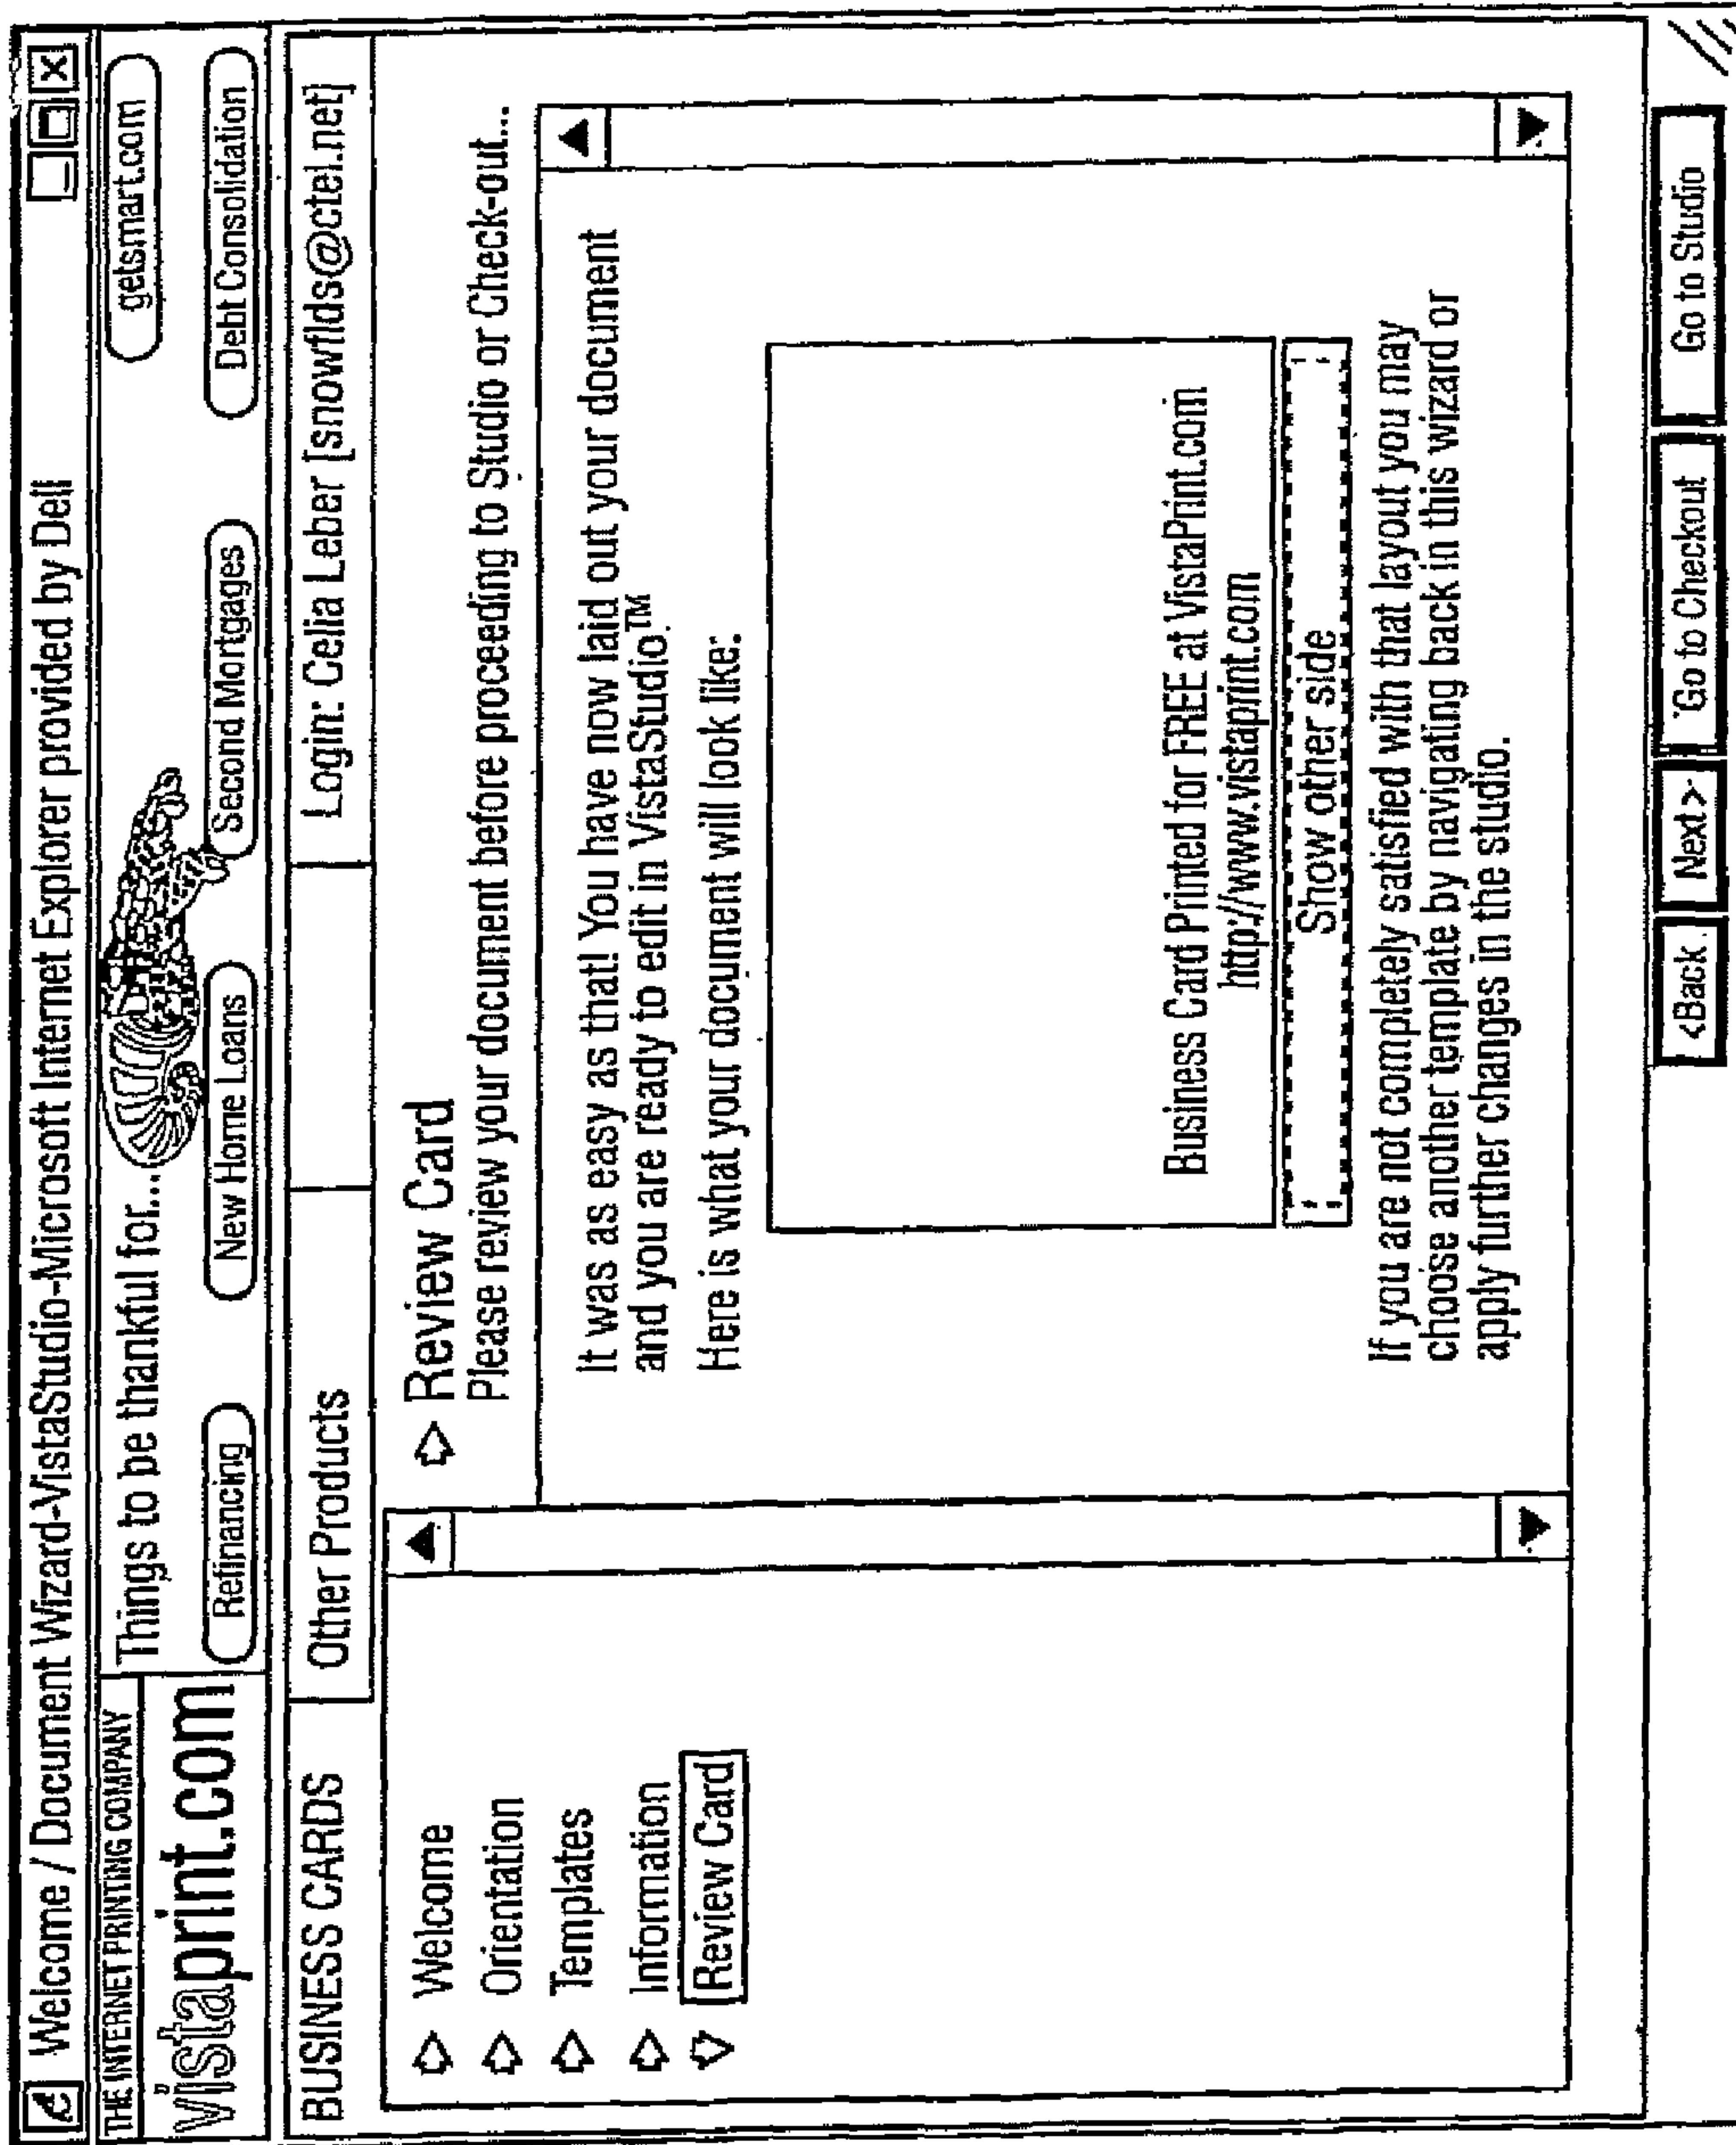 Welcome / Document Wizard-VistaStudio-Microsoft Internet Explorer provided by Dell
THE INTERNET PRINTING COMPANY
vistaprint.com
Things to be thankful for...
getsmart.com
Refinancing
New Home Loans
Second Mortgages
Debt Consolidation
BUSINESS CARDS
Other Products
Login: Celia Leber [snowflds@ctel.net]
Welcome
Orientation
Templates
Information
Review Card
Review Card
Please review your document before proceeding to Studio or Check-out...
It was as easy as that! You have now laid out your document
and you are ready to edit in VistaStudio™
Here is what your document will look like:
Business Card Printed for FREE at VistaPrint.com
http://www.vistaprint.com
Show other side
If you are not completely satisfied with that layout you may
choose another template by navigating back in this wizard or
apply further changes in the studio.
<Back
Next>
Go to Checkout
Go to Studio